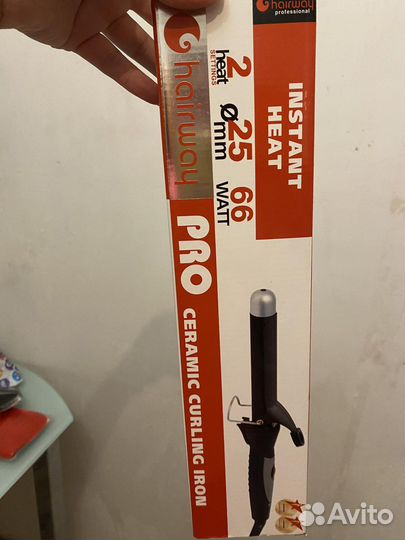 hairway
professional
hairway
2
heat
SETTINGS
Ø25
mm
66
WATT
INSTANT
HEAT
PRO
CERAMIC CURLING IRON
Avito